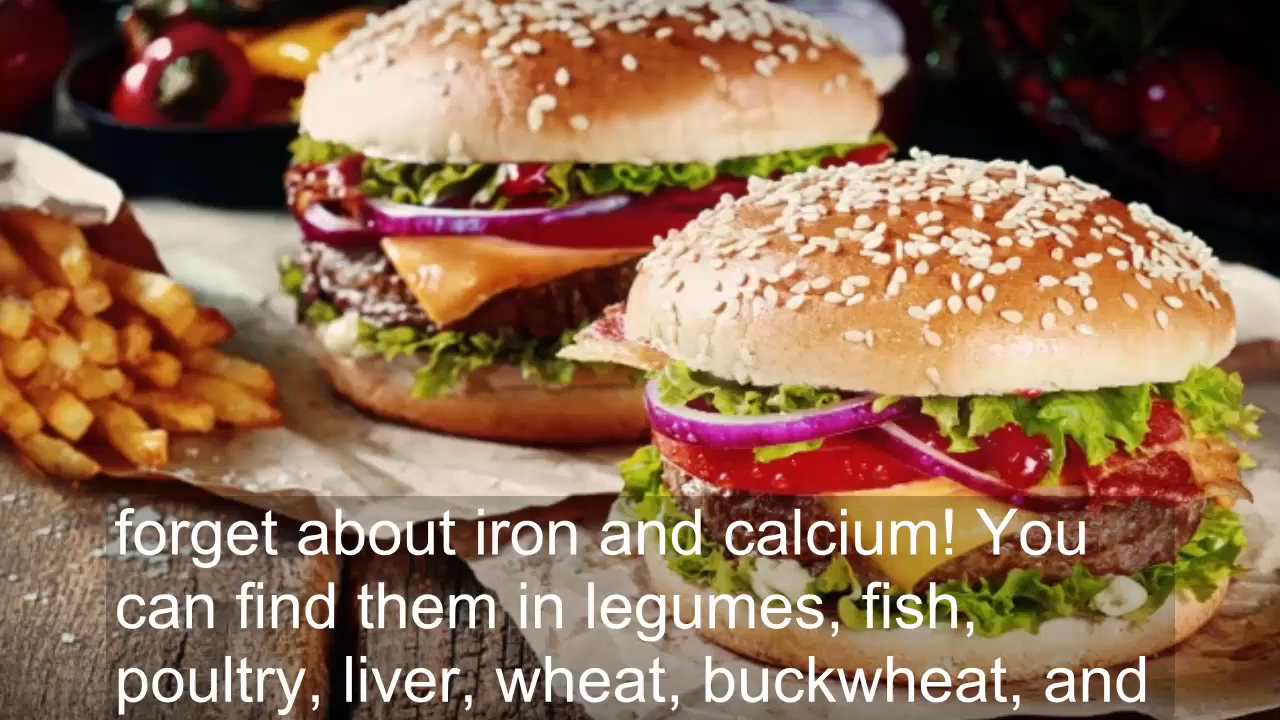 forget about iron and calcium! You
can find them in legumes, fish,
poultry, liver, wheat, buckwheat, and